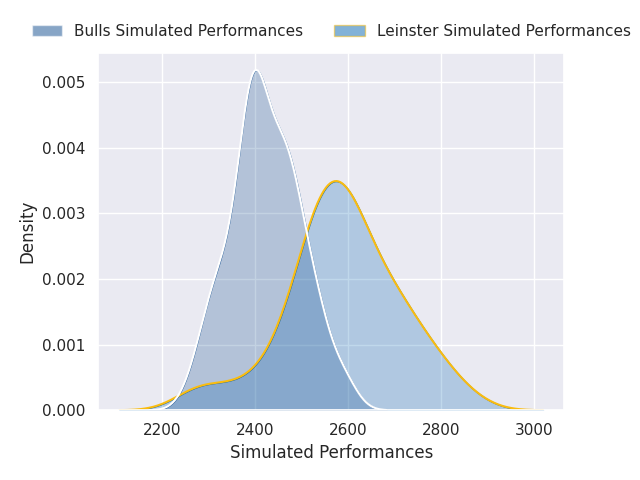 Bulls Simulated Performances Leinster Simulated Performances
0.005
0.004
0.003
0.002
0.001
0.000
Density
2200 2400 2600 2800 3000
Simulated Performances